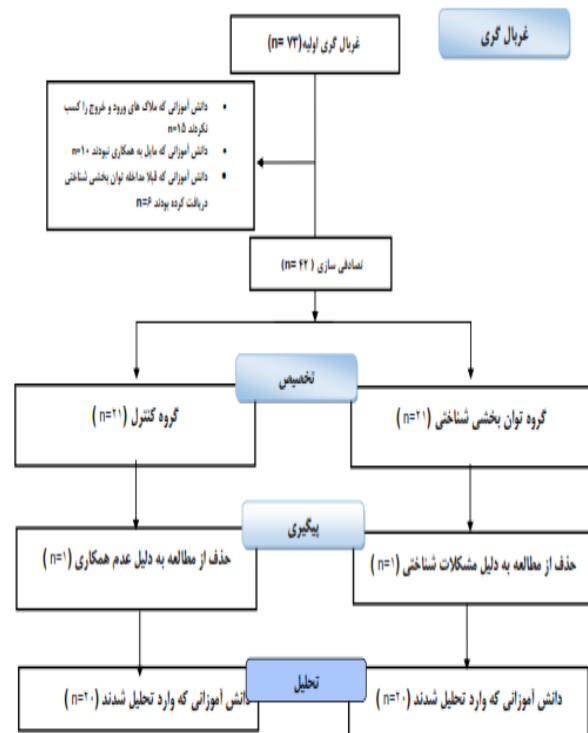 غربال گری
غربال گری اولیه(n= ۷۳)
دانش آموزانی که ملاک های ورود و خروج را کسب
نکردند n=۱۵
دانش آموزانی که مایل به همکاری نبودند n=۱۰
دانش آموزانی که قبلا مداخله توان بخشی شناختی
دریافت کرده بودند n=۶
تصادفی سازی (n= ۴۲)
تخصیص
گروه توان بخشی شناختی (n=۲۱)
گروه کنترل (n=۲۱)
پیگیری
حذف از مطالعه به دلیل مشکلات شناختی (n=۱)
حذف از مطالعه به دلیل عدم همکاری (n=۱)
تحلیل
دانش آموزانی که وارد تحلیل شدند (n=۲۰)
دانش آموزانی که وارد تحلیل شدند (n=۲۰)